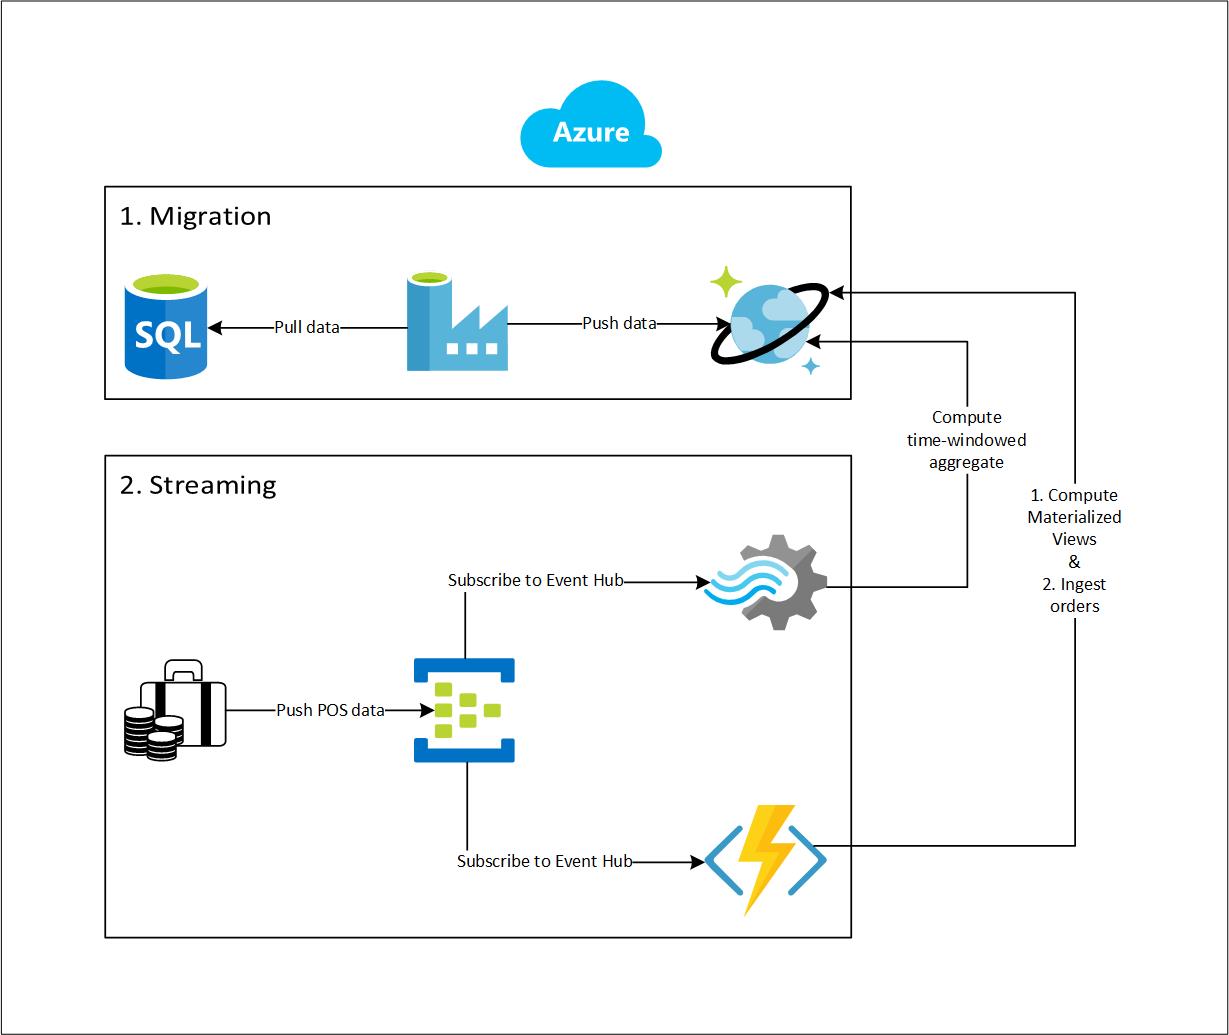 Azure
1. Migration
SQL
Pull data
Push data
Compute
time-windowed
aggregate
2. Streaming
1. Compute
Materialized
Views
&
2. Ingest
orders
Subscribe to Event Hub
Push POS data
Subscribe to Event Hub